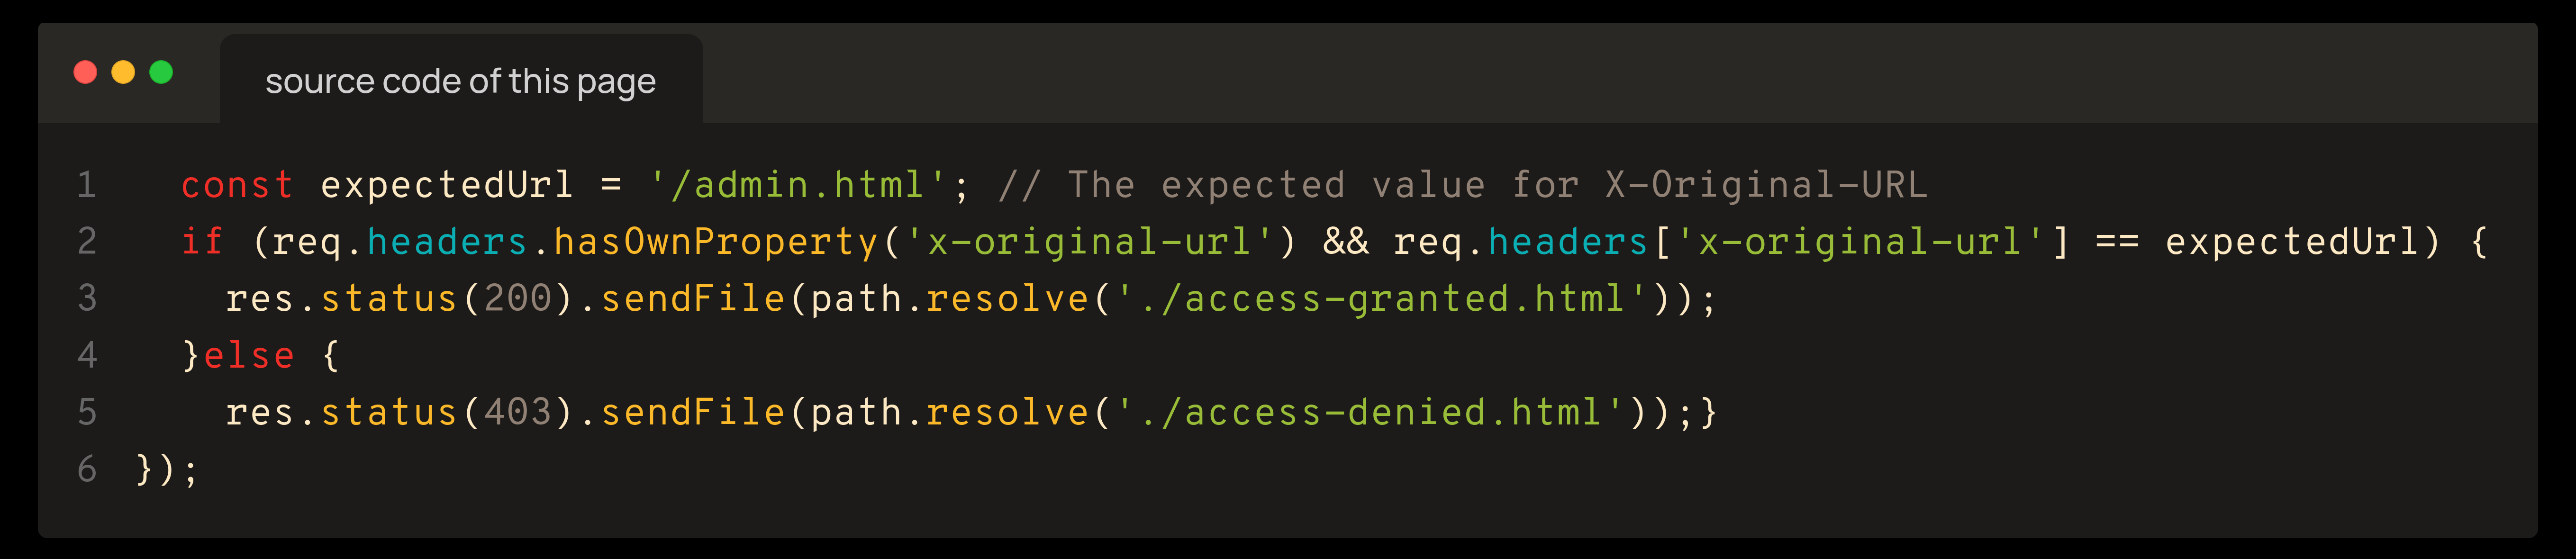 source code of this page
1 const expectedUrl = '/admin.html'; // The expected value for X-Original-URL
2 if (req.headers.hasOwnProperty('x-original-url') && req.headers['x-original-url'] == expectedUrl) {
3 res.status(200).sendFile(path.resolve('./access-granted.html'));
4 }else {
5 res.status(403).sendFile(path.resolve('./access-denied.html'));}
6 });